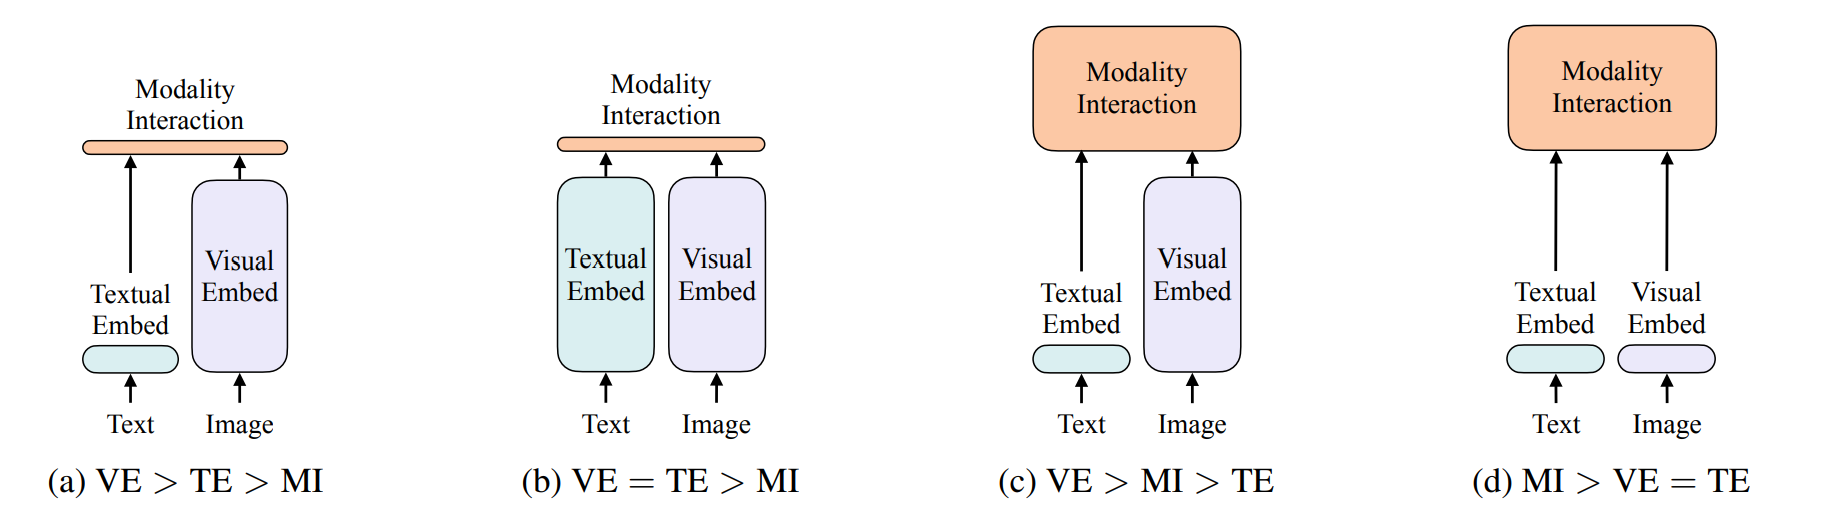 Modality
Interaction
Visual
Embed
Textual
Embed
Text
Image
(a) VE > TE > MI
Modality
Interaction
Textual
Embed
Visual
Embed
Text
Image
(b) VE = TE > MI
Modality
Interaction
Visual
Embed
Textual
Embed
Text
Image
(c) VE > MI > TE
Modality
Interaction
Textual
Embed
Visual
Embed
Text
Image
(d) MI > VE = TE